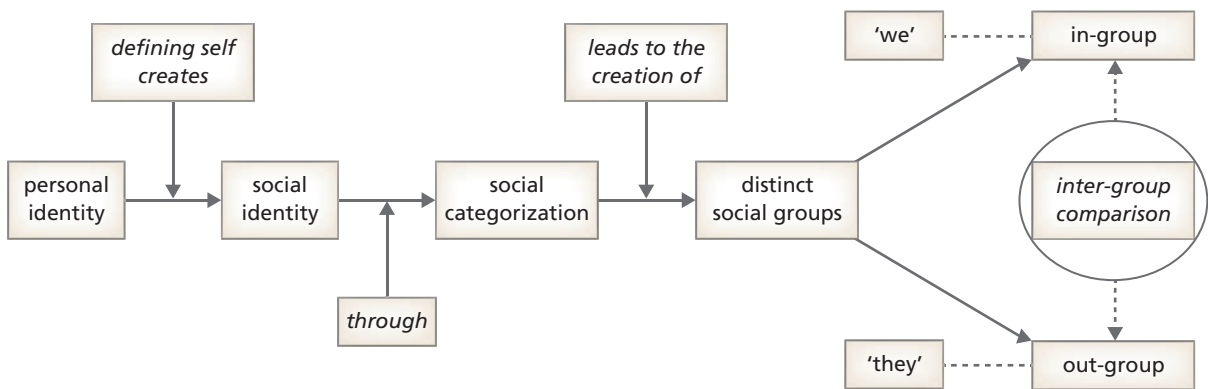 defining self
creates
leads to the
creation of
'we'
in-group
personal
identity
social
identity
social
categorization
distinct
social groups
inter-group
comparison
through
'they'
out-group